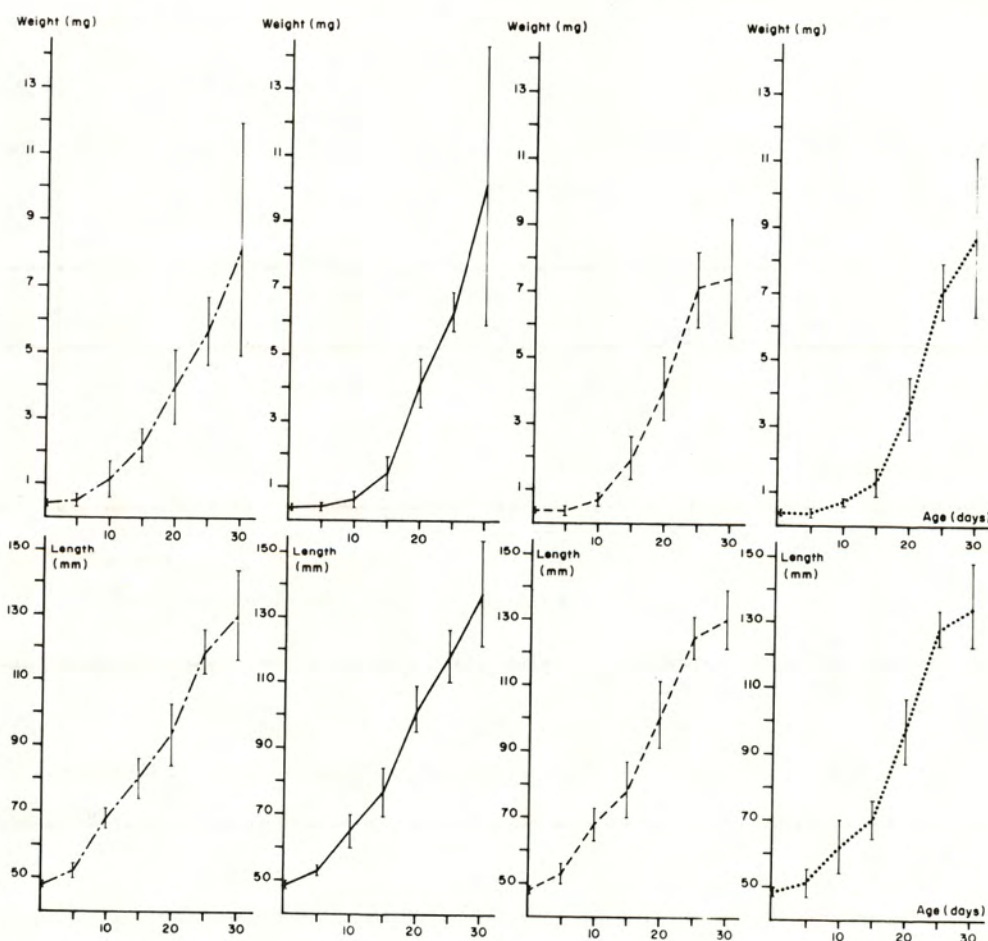 Weight (mg) Weight (mg) Weight (mg) Weight (mg)
13 13 13 13
11 11 11 11
9 9 9 9
7 7 7 7
5 5 5 5
3 3 3 3
1 1 1 1
Age (days)
10 20 30 10 20 30 10 20 30 10 20 30
150 Length (mm) 150 Length (mm) 150 Length (mm) 150 Length (mm)
130 130 130 130
110 110 110 110
90 90 90 90
70 70 70 70
50 50 50 50
Age (days)
10 20 30 10 20 30 10 20 30 10 20 30